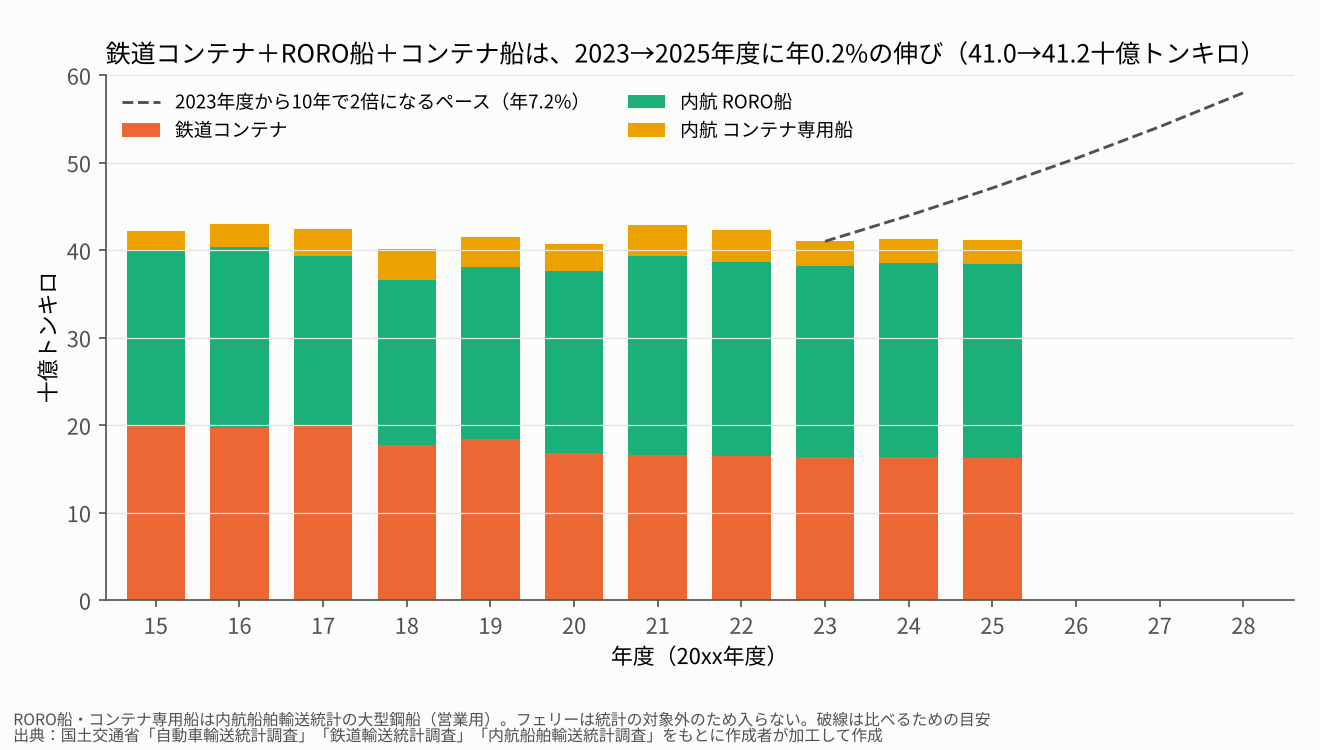 鉄道コンテナ＋RORO船＋コンテナ船は、2023→2025年度に年0.2%の伸び（41.0→41.2十億トンキロ）
2023年度から10年で2倍になるペース（年7.2%）
鉄道コンテナ
内航 RORO船
内航 コンテナ専用船
十億トンキロ
60
50
40
30
20
10
0
15 16 17 18 19 20 21 22 23 24 25 26 27 28
年度（20xx年度）
RORO船・コンテナ専用船は内航船舶輸送統計の大型鋼船（営業用）。フェリーは統計の対象外のため入らない。破線は比べるための目安
出典：国土交通省「自動車輸送統計調査」「鉄道輸送統計調査」「内航船舶輸送統計調査」をもとに作成者が加工して作成